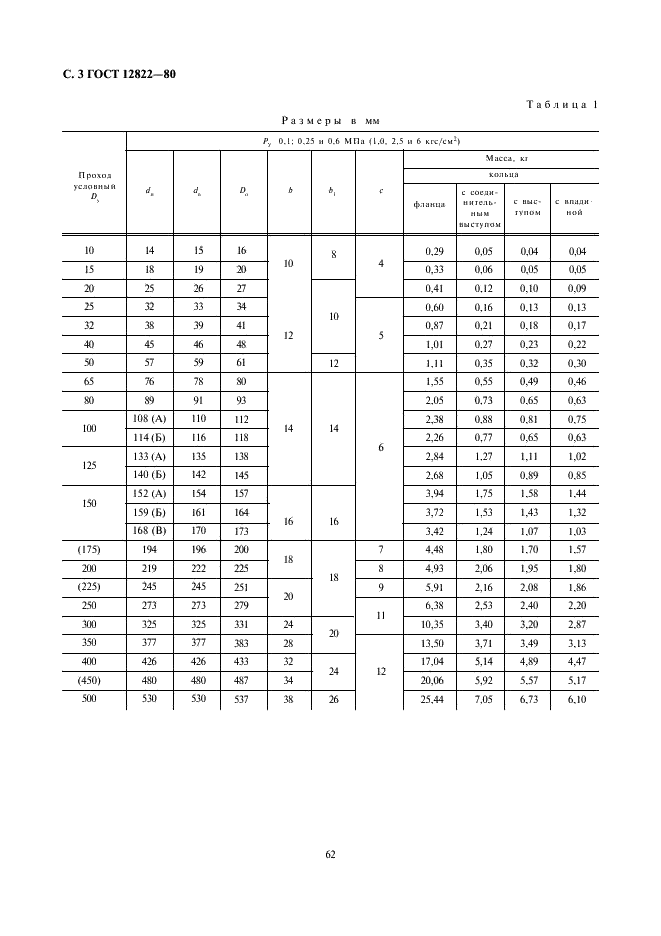 С. 3 ГОСТ 12822—80
Таблица 1
Размеры в мм
Проход условный Dу | Pу 0,1; 0,25 и 0,6 МПа (1,0, 2,5 и 6 кгс/см²)
Масса, кг
кольца
dн | dв | Dо | b | b1 | c | фланца | с соеди-нитель-ным выступом | с выс-тупом | с впади-ной
10 14 15 16 10 8 4 0,29 0,05 0,04 0,04
15 18 19 20 0,33 0,06 0,05 0,05
20 25 26 27 12 10 0,41 0,12 0,10 0,09
25 32 33 34 5 0,60 0,16 0,13 0,13
32 38 39 41 0,87 0,21 0,18 0,17
40 45 46 48 1,01 0,27 0,23 0,22
50 57 59 61 12 1,11 0,35 0,32 0,30
65 76 78 80 14 14 6 1,55 0,55 0,49 0,46
80 89 91 93 2,05 0,73 0,65 0,63
100 108 (А) 110 112 2,38 0,88 0,81 0,75
114 (Б) 116 118 2,26 0,77 0,65 0,63
125 133 (А) 135 138 2,84 1,27 1,11 1,02
140 (Б) 142 145 2,68 1,05 0,89 0,85
150 152 (А) 154 157 16 16 3,94 1,75 1,58 1,44
159 (Б) 161 164 3,72 1,53 1,43 1,32
168 (В) 170 173 3,42 1,24 1,07 1,03
(175) 194 196 200 18 18 7 4,48 1,80 1,70 1,57
200 219 222 225 8 4,93 2,06 1,95 1,80
(225) 245 245 251 20 9 5,91 2,16 2,08 1,86
250 273 273 279 11 6,38 2,53 2,40 2,20
300 325 325 331 24 20 10,35 3,40 3,20 2,87
350 377 377 383 28 12 13,50 3,71 3,49 3,13
400 426 426 433 32 24 17,04 5,14 4,89 4,47
(450) 480 480 487 34 20,06 5,92 5,57 5,17
500 530 530 537 38 26 25,44 7,05 6,73 6,10
62